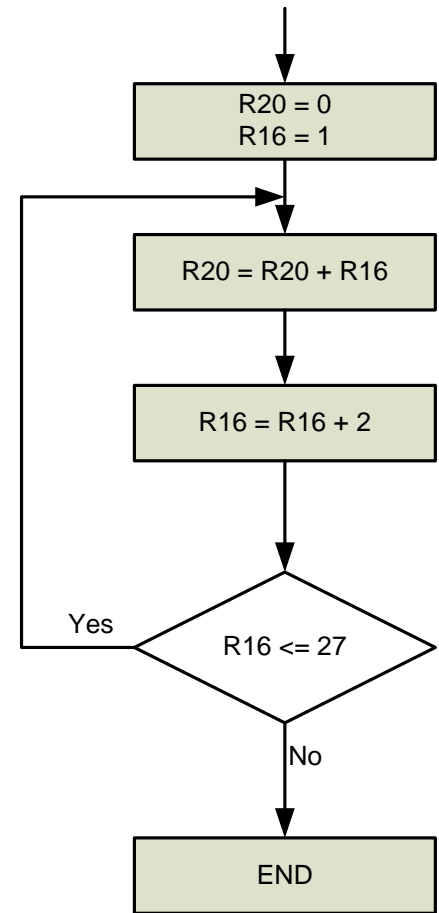 R20 = 0
R16 = 1
R20 = R20 + R16
R16 = R16 + 2
Yes
R16 <= 27
No
END